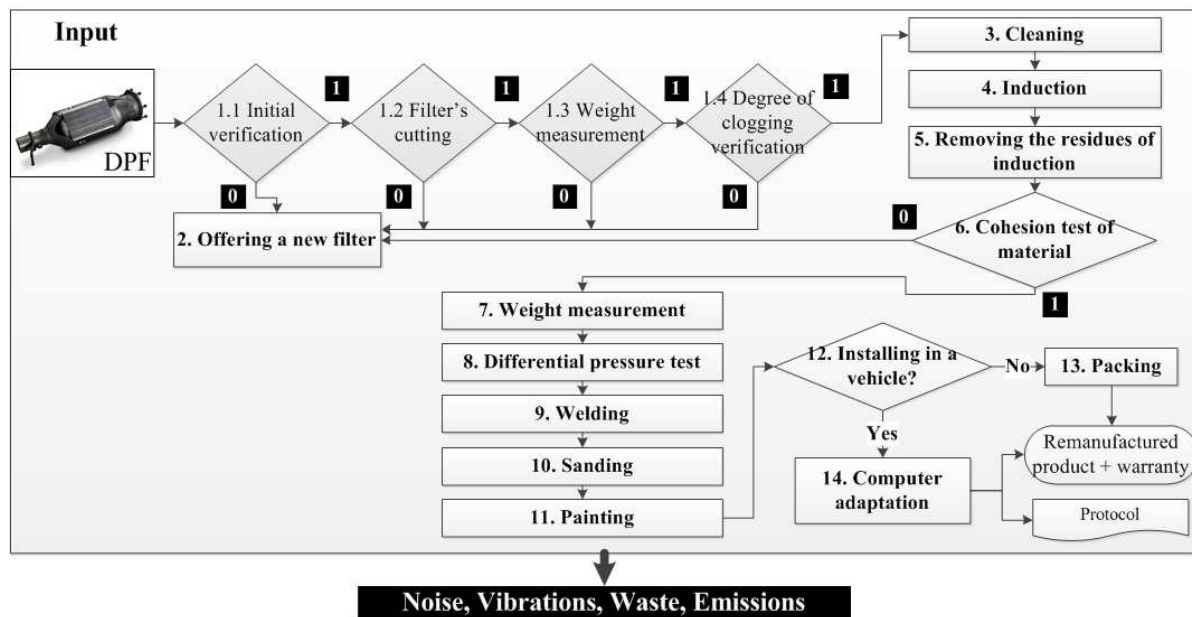 Input
DPF
1.1 Initial
verification
1
1.2 Filter's
cutting
1
1.3 Weight
measurement
1
1.4 Degree of
clogging
verification
1
0
0
0
0
2. Offering a new filter
3. Cleaning
4. Induction
5. Removing the residues of
induction
0
6. Cohesion test of
material
1
7. Weight measurement
8. Differential pressure test
9. Welding
10. Sanding
11. Painting
12. Installing in a
vehicle?
No
13. Packing
Yes
14. Computer
adaptation
Remanufactured
product + warranty
Protocol
Noise, Vibrations, Waste, Emissions